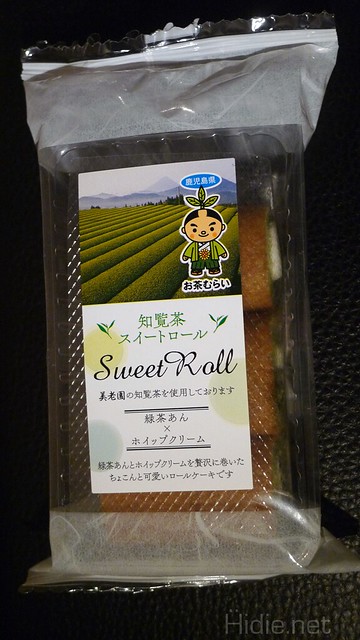 鹿児島県
お茶むらい
知覧茶
スイートロール
Sweet Roll
美老園の知覧茶を使用しております
緑茶あん
×
ホイップクリーム
緑茶あんとホイップクリームを贅沢に巻いた
ちょこんと可愛いロールケーキです
Hidie.net